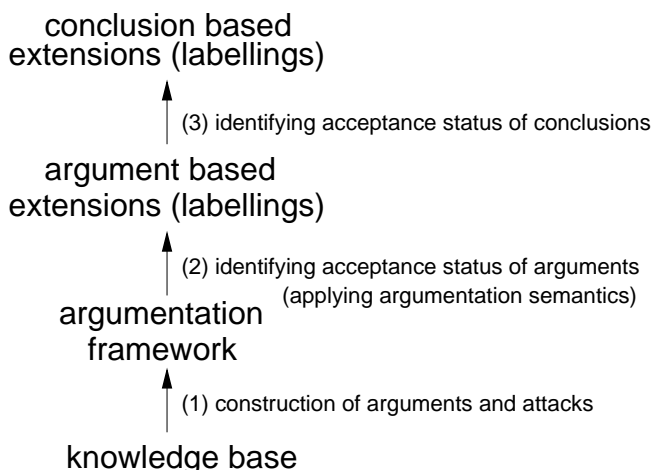 conclusion based
extensions (labellings)
(3) identifying acceptance status of conclusions
argument based
extensions (labellings)
(2) identifying acceptance status of arguments
(applying argumentation semantics)
argumentation
framework
(1) construction of arguments and attacks
knowledge base